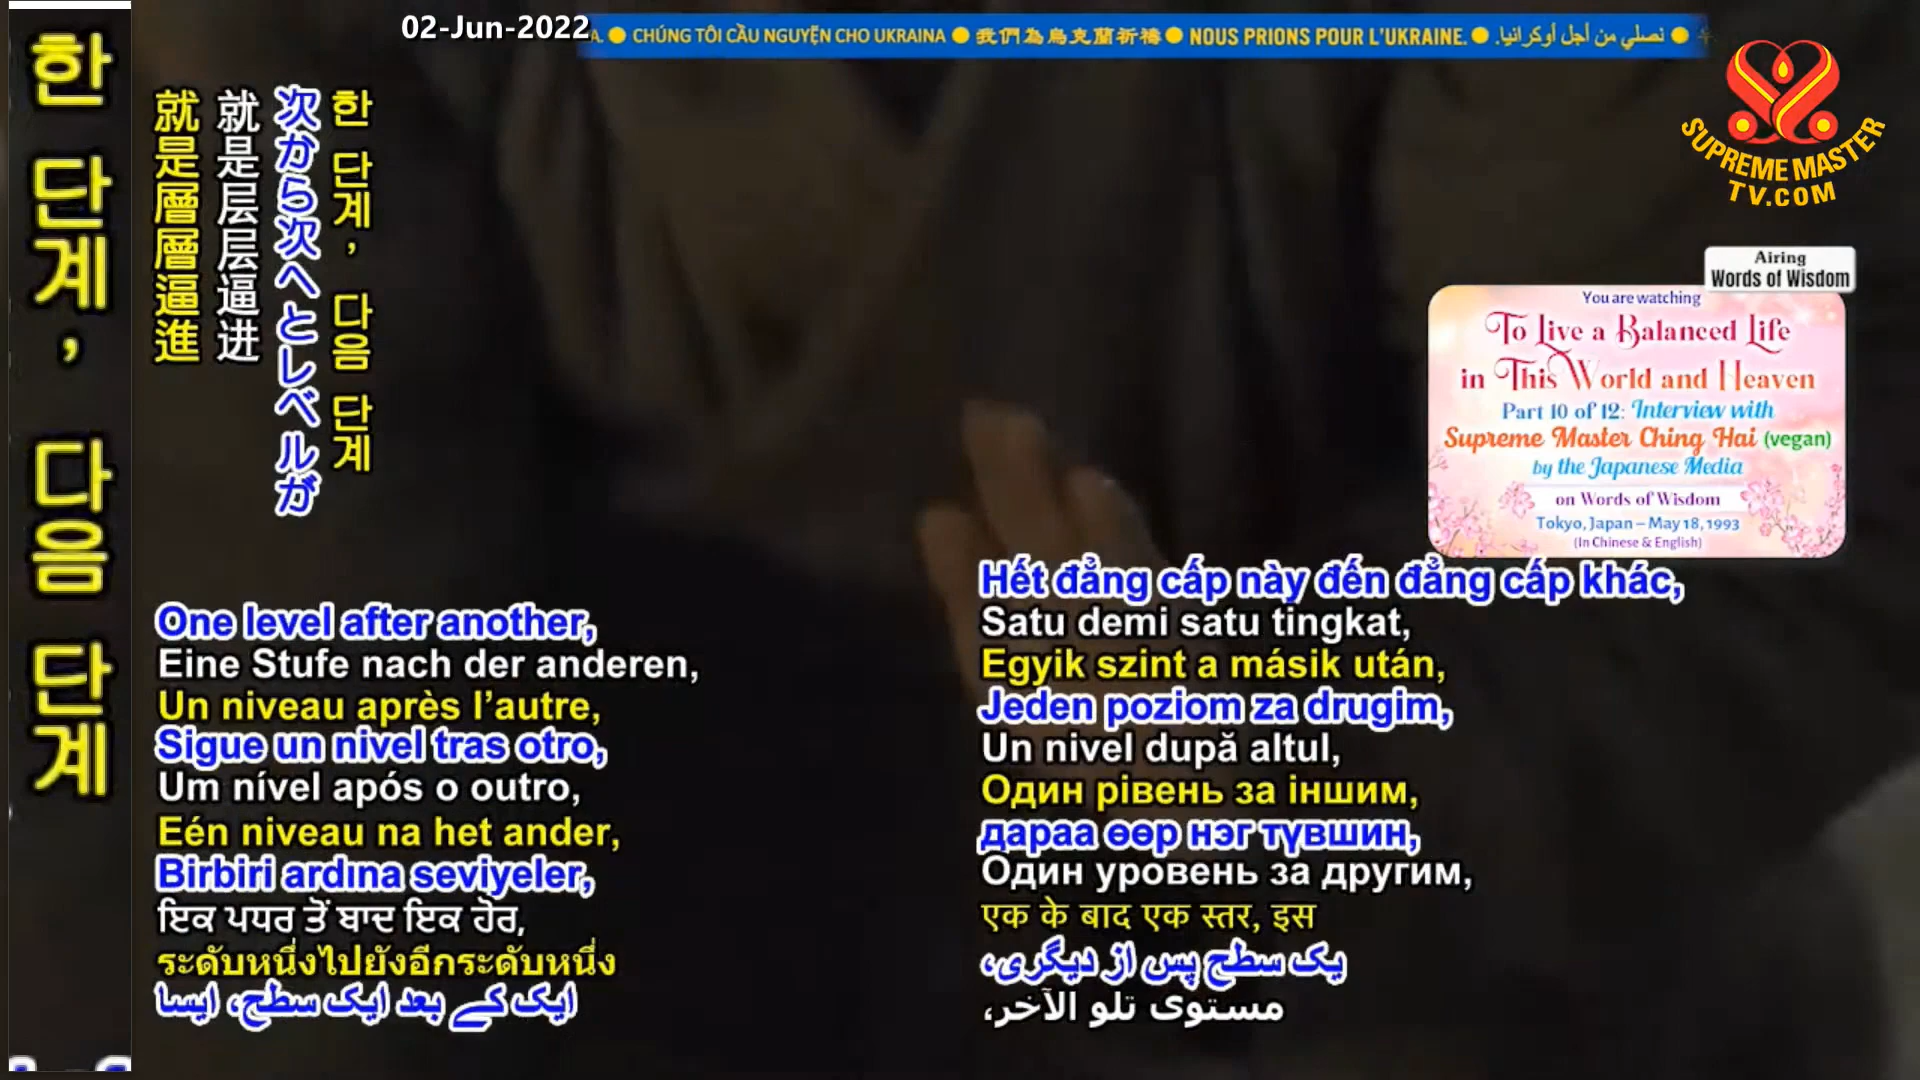 02-Jun-2022
CHÚNG TÔI CẦU NGUYỆN CHO UKRAINA ● 我們為烏克蘭祈禱 ● NOUS PRIONS POUR L'UKRAINE. ● نصلي من أجل أوكرانيا. ●
SUPREME MASTER
TV.COM
한 단계, 다음 단계
한 단계, 다음 단계
次から次へとレベルが
就是层层逼进
就是層層逼進
Airing
Words of Wisdom
You are watching
To Live a Balanced Life
in This World and Heaven
Part 10 of 12: Interview with
Supreme Master Ching Hai (vegan)
by the Japanese Media
on Words of Wisdom
Tokyo, Japan – May 18, 1993
(In Chinese & English)
One level after another,
Eine Stufe nach der anderen,
Un niveau après l'autre,
Sigue un nivel tras otro,
Um nível após o outro,
Eén niveau na het ander,
Birbiri ardına seviyeler,
ਇਕ ਪਧਰ ਤੋਂ ਬਾਦ ਇਕ ਹੋਰ,
ระดับหนึ่งไปยังอีกระดับหนึ่ง
ایک کے بعد ایک سطح، ایسا
Hết đẳng cấp này đến đẳng cấp khác,
Satu demi satu tingkat,
Egyik szint a másik után,
Jeden poziom za drugim,
Un nivel după altul,
Один рівень за іншим,
дараа өөр нэг түвшин,
Один уровень за другим,
एक के बाद एक स्तर, इस
یک سطح پس از دیگری،
مستوى تلو الآخر،